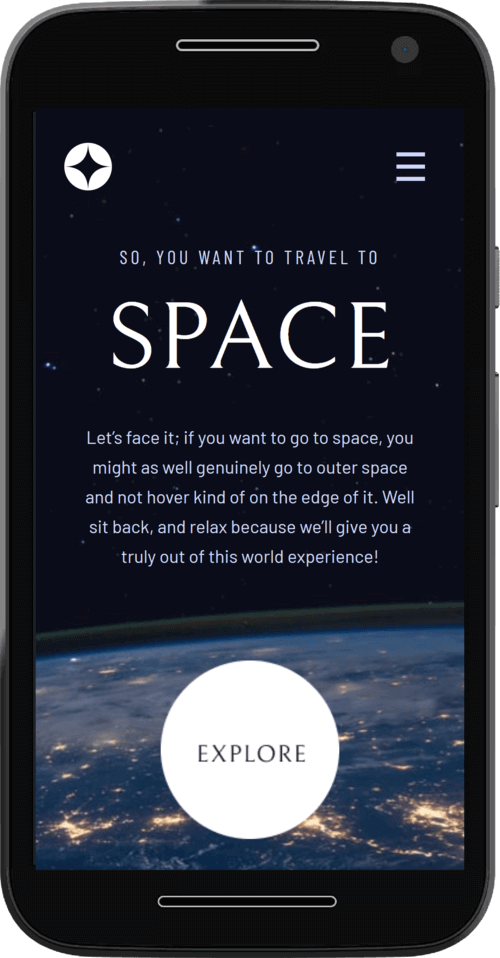 SO, YOU WANT TO TRAVEL TO
SPACE
Let's face it; if you want to go to space, you
might as well genuinely go to outer space
and not hover kind of on the edge of it. Well
sit back, and relax because we'll give you a
truly out of this world experience!
EXPLORE